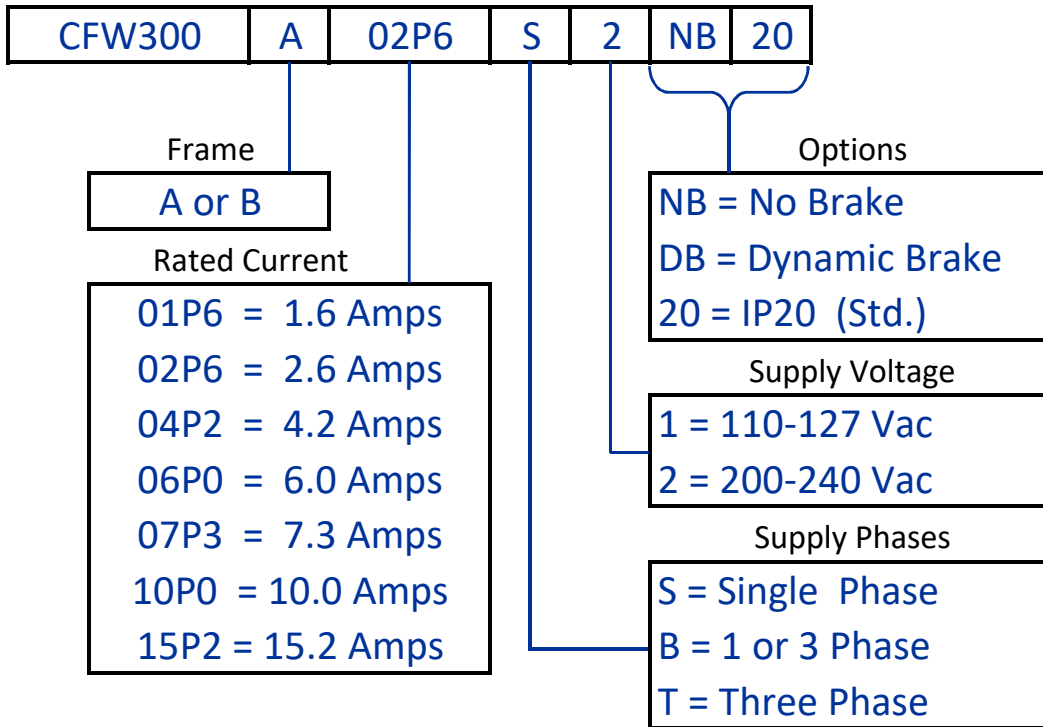 CFW300 A 02P6 S 2 NB 20
Frame
A or B
Rated Current
01P6 = 1.6 Amps
02P6 = 2.6 Amps
04P2 = 4.2 Amps
06P0 = 6.0 Amps
07P3 = 7.3 Amps
10P0 = 10.0 Amps
15P2 = 15.2 Amps
Options
NB = No Brake
DB = Dynamic Brake
20 = IP20 (Std.)
Supply Voltage
1 = 110-127 Vac
2 = 200-240 Vac
Supply Phases
S = Single Phase
B = 1 or 3 Phase
T = Three Phase